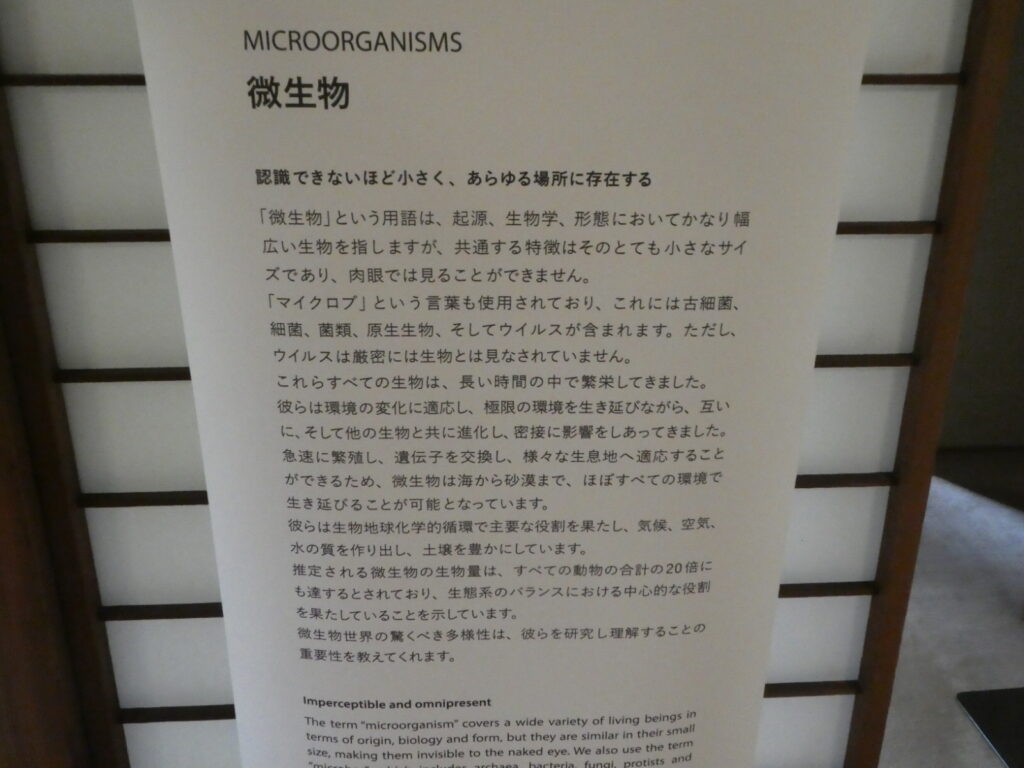 MICROORGANISMS
微生物
認識できないほど小さく、あらゆる場所に存在する
「微生物」という用語は、起源、生物学、形態においてかなり幅
広い生物を指しますが、共通する特徴はそのとても小さなサイ
ズであり、肉眼では見ることができません。
「マイクロブ」という言葉も使用されており、これには古細菌、
細菌、菌類、原生生物、そしてウイルスが含まれます。ただし、
ウイルスは厳密には生物とは見なされていません。
これらすべての生物は、長い時間の中で繁栄してきました。
彼らは環境の変化に適応し、極限の環境を生き延びながら、互い
に、そして他の生物と共に進化し、密接に影響をしあってきました。
急速に繁殖し、遺伝子を交換し、様々な生息地へ適応すること
ができるため、微生物は海から砂漠まで、ほぼすべての環境で
生き延びることが可能となっています。
彼らは生物地球化学的循環で主要な役割を果たし、気候、空気、
水の質を作り出し、土壌を豊かにしています。
推定される微生物の生物量は、すべての動物の合計の20倍に
も達するとされており、生態系のバランスにおける中心的な役割
を果たしていることを示しています。
微生物世界の驚くべき多様性は、彼らを研究し理解することの
重要性を教えてくれます。
Imperceptible and omnipresent
The term "microorganism" covers a wide variety of living beings in
terms of origin, biology and form, but they are similar in their small
size, making them invisible to the naked eye. We also use the term
includes archaea, bacteria, fungi, protists and